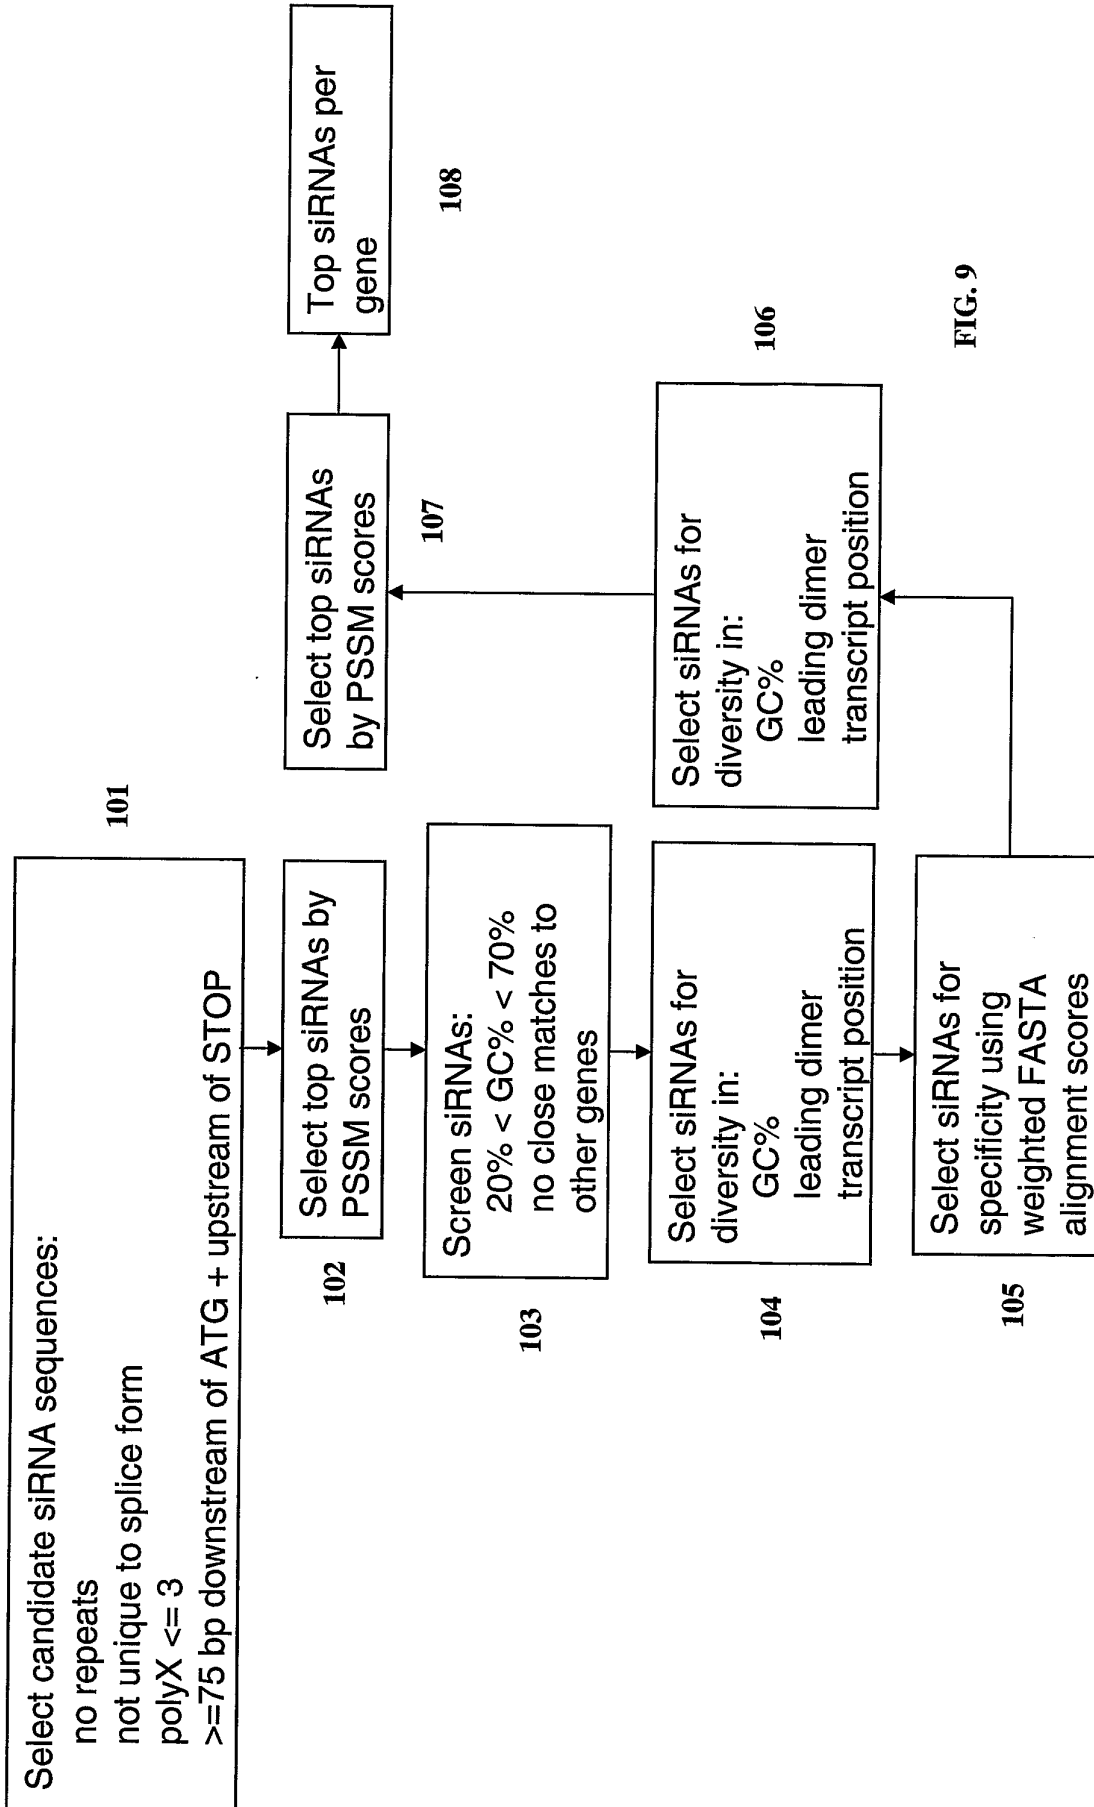 Select candidate siRNA sequences:
no repeats
not unique to splice form
polyX <= 3
>=75 bp downstream of ATG + upstream of STOP
101
Select top siRNAs by
PSSM scores
102
Screen siRNAs:
20% < GC% < 70%
no close matches to
other genes
103
Select siRNAs for
diversity in:
GC%
leading dimer
transcript position
104
Select siRNAs for
specificity using
weighted FASTA
alignment scores
105
Select siRNAs for
diversity in:
GC%
leading dimer
transcript position
106
Select top siRNAs
by PSSM scores
107
Top siRNAs per
gene
108
FIG. 9